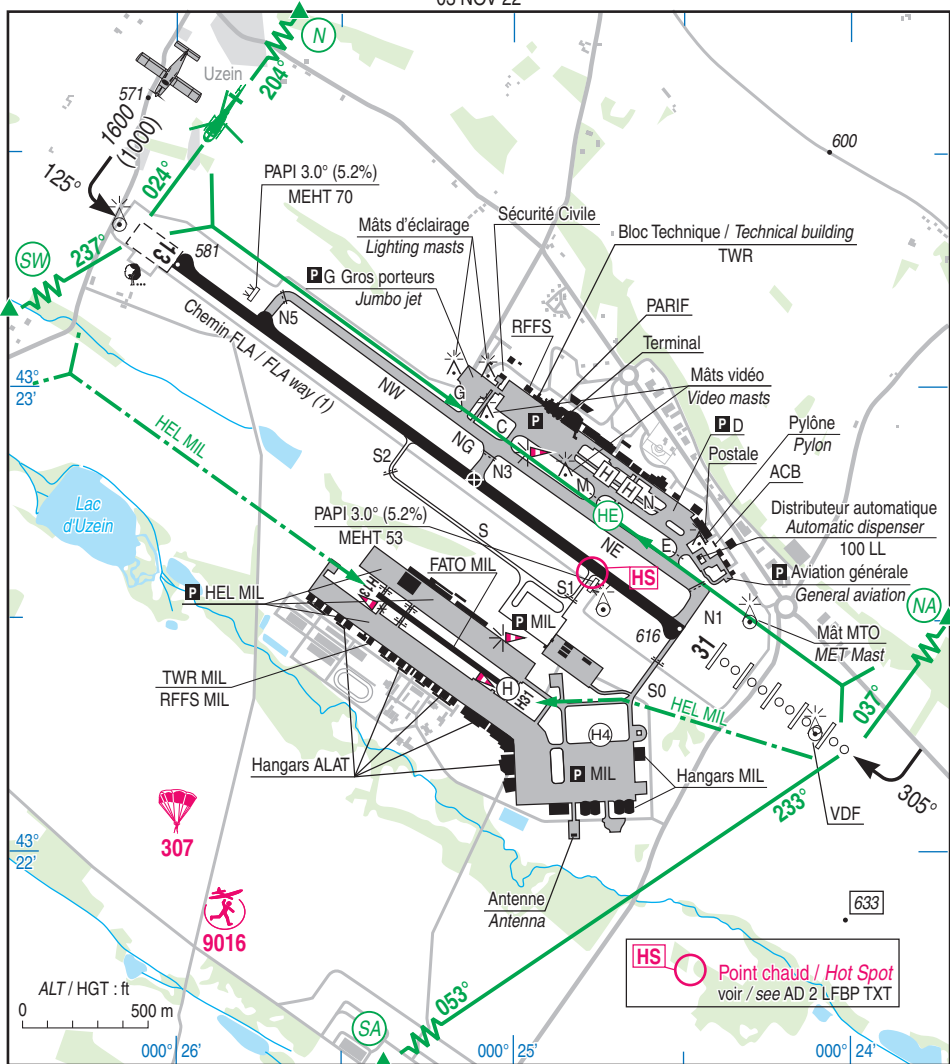 03 NOV 22
N
204°
Uzein
571
1600
(1000)
125°
024°
237°
SW
13
581
PAPI 3.0° (5.2%)
MEHT 70
600
Mâts d'éclairage
Lighting masts
Sécurité Civile
Bloc Technique / Technical building
TWR
P G Gros porteurs
Jumbo jet
RFFS
PARIF
Terminal
Mâts vidéo
Video masts
N5
Chemin FLA / FLA way (1)
NW
G
C
P
P D
Postale
Pylône
Pylon
ACB
43°
23'
HEL MIL
S2
NG
N3
M
N
HE
NE
E
Distributeur automatique
Automatic dispenser
100 LL
Lac
d'Uzein
PAPI 3.0° (5.2%)
MEHT 53
S
FATO MIL
HS
S1
P Aviation générale
General aviation
P HEL MIL
H13
P MIL
N1
NA
616
31
Mât MTO
MET Mast
TWR MIL
RFFS MIL
H
H31
S0
HEL MIL
037°
H4
Hangars ALAT
P MIL
Hangars MIL
305°
233°
VDF
307
43°
22'
9016
Antenne
Antenna
633
HS
Point chaud / Hot Spot
voir / see AD 2 LFBP TXT
ALT / HGT : ft
0 500 m
053°
SA
000° 26'
000° 25'
000° 24'